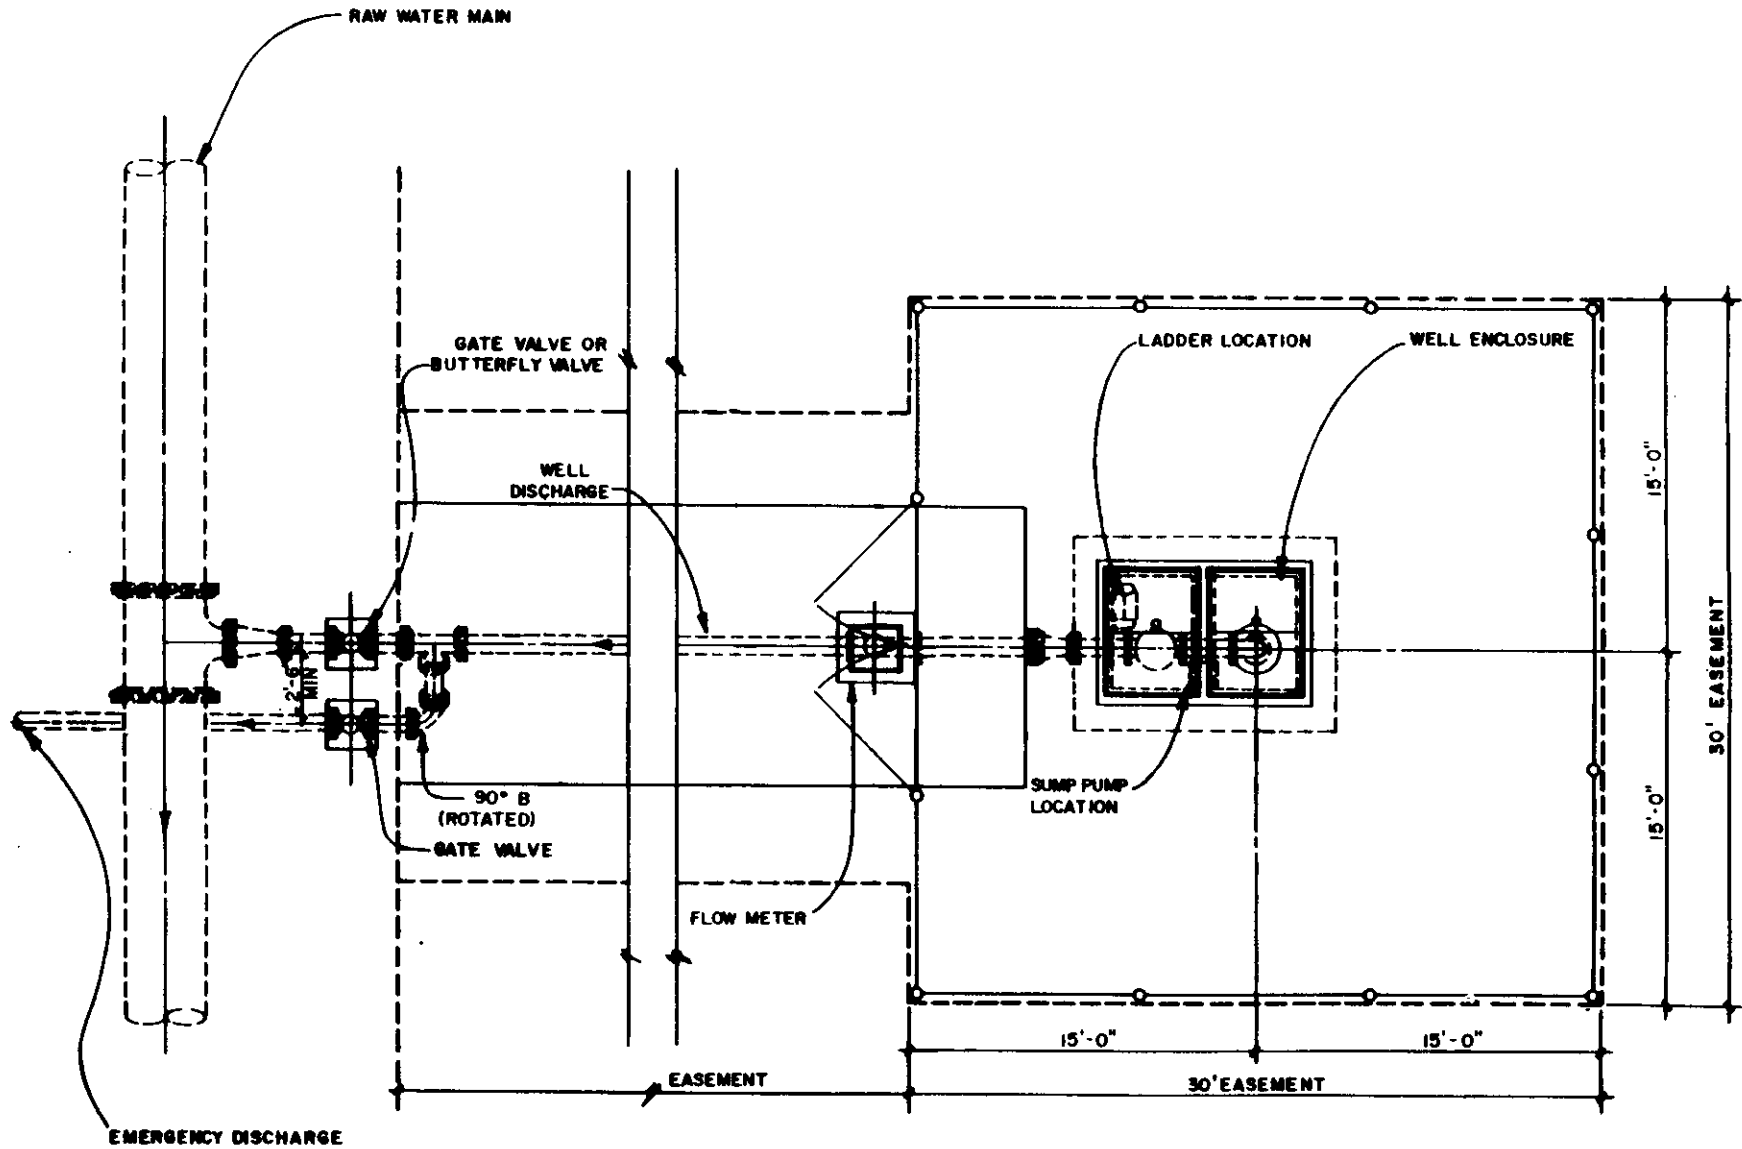 RAW WATER MAIN
GATE VALVE OR
BUTTERFLY VALVE
LADDER LOCATION
WELL ENCLOSURE
WELL
DISCHARGE
15'-0"
30' EASEMENT
2'-6"
MIN
90° B
(ROTATED)
GATE VALVE
SUMP PUMP
LOCATION
15'-0"
FLOW METER
15'-0"
15'-0"
EASEMENT
30' EASEMENT
EMERGENCY DISCHARGE